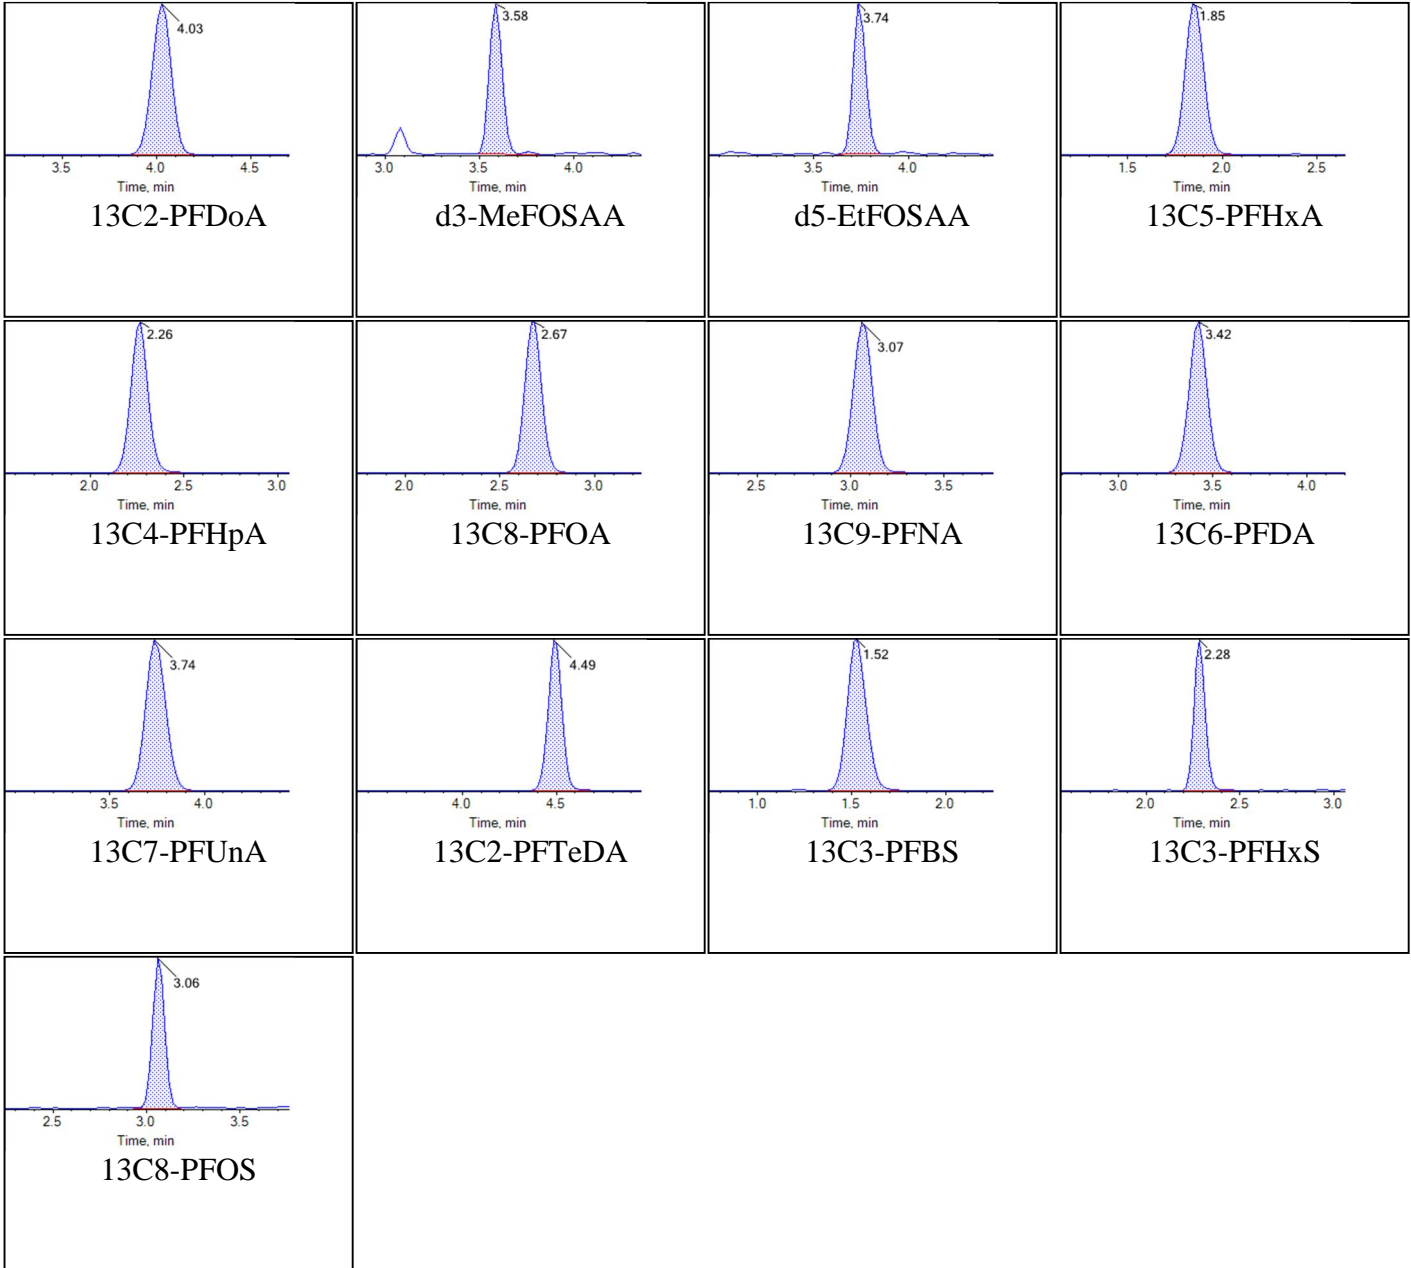 4.03
3.5 4.0 4.5
Time, min
13C2-PFDoA
3.58
3.0 3.5 4.0
Time, min
d3-MeFOSAA
3.74
3.5 4.0
Time, min
d5-EtFOSAA
1.85
1.5 2.0 2.5
Time, min
13C5-PFHxA
2.26
2.0 2.5 3.0
Time, min
13C4-PFHpA
2.67
2.0 2.5 3.0
Time, min
13C8-PFOA
3.07
2.5 3.0 3.5
Time, min
13C9-PFNA
3.42
3.0 3.5 4.0
Time, min
13C6-PFDA
3.74
3.5 4.0
Time, min
13C7-PFUnA
4.49
4.0 4.5
Time, min
13C2-PFTeDA
1.52
1.0 1.5 2.0
Time, min
13C3-PFBS
2.28
2.0 2.5 3.0
Time, min
13C3-PFHxS
3.06
2.5 3.0 3.5
Time, min
13C8-PFOS